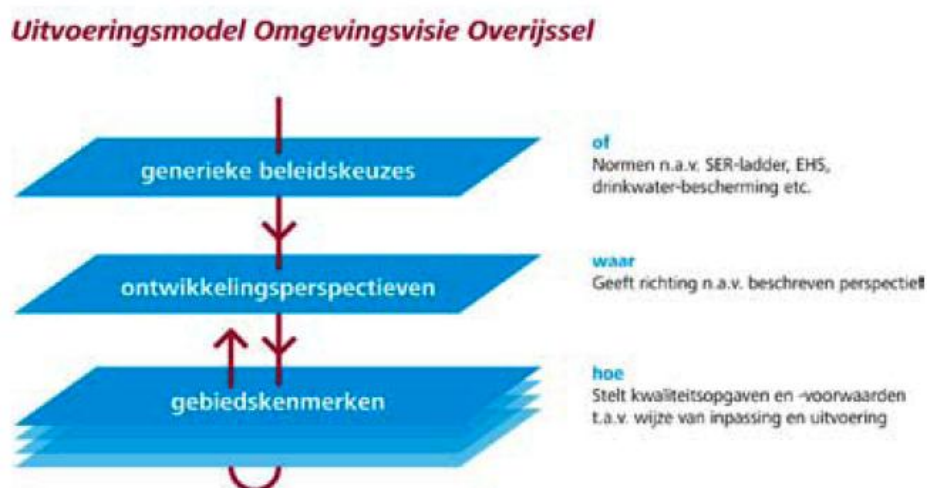 Uitvoeringsmodel Omgevingsvisie Overijssel
generieke beleidskeuzes
of
Normen n.a.v. SER-ladder, EHS,
drinkwater-bescherming etc.
ontwikkelingsperspectieven
waar
Geeft richting n.a.v. beschreven perspectief
gebiedskenmerken
hoe
Stelt kwaliteitsopgaven en -voorwaarden
t.a.v. wijze van inpassing en uitvoering